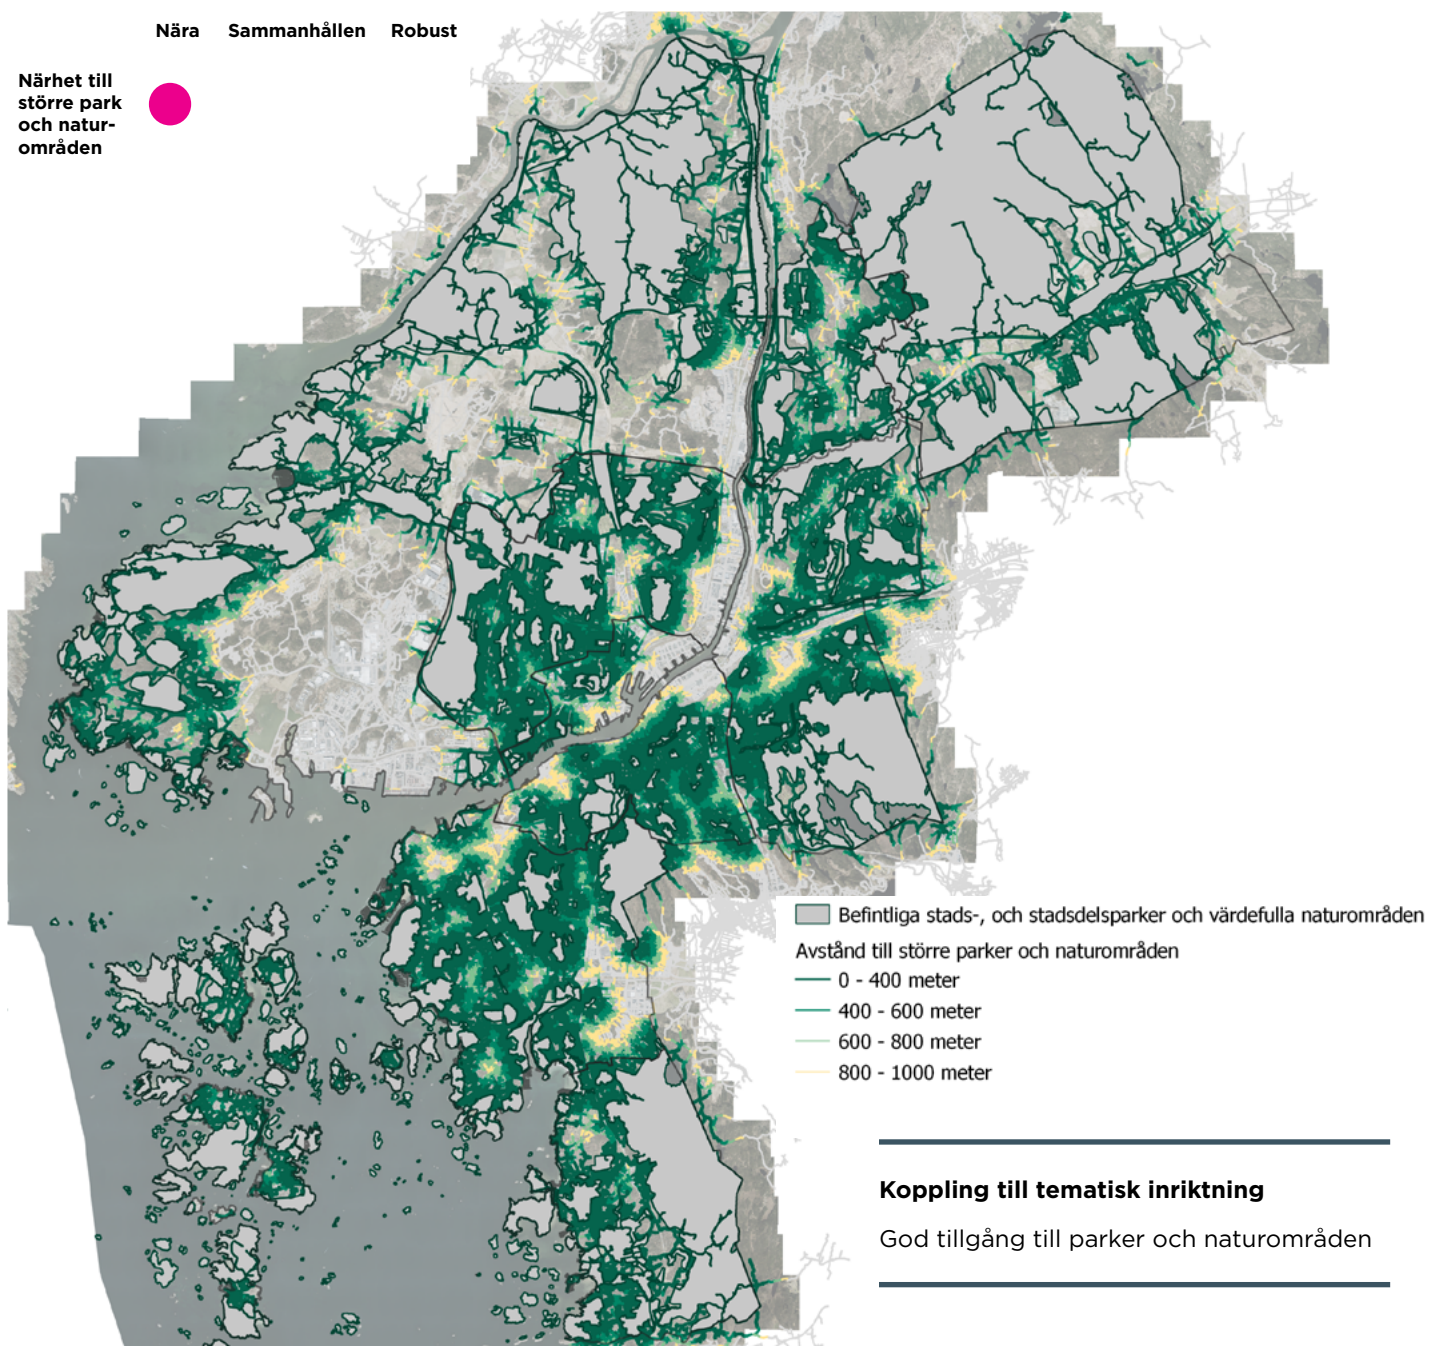 Nära Sammanhållen Robust
Närhet till
större park
och natur-
områden
Befintliga stads-, och stadsdelsparker och värdefulla naturområden
Avstånd till större parker och naturområden
0 - 400 meter
400 - 600 meter
600 - 800 meter
800 - 1000 meter
Koppling till tematisk inriktning
God tillgång till parker och naturområden